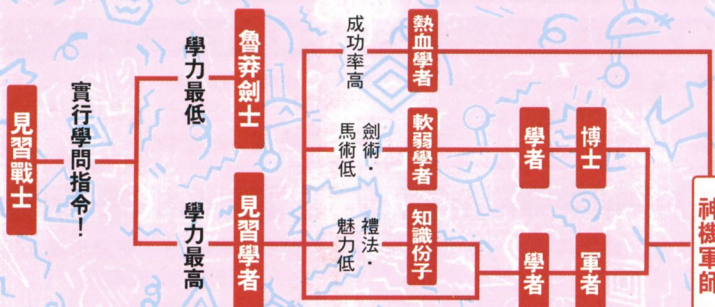 見習戰士
實行學問指令！
學力最低
魯莽劍士
學力最高
見習學者
成功率高
熱血學者
劍術・
馬術低
軟弱學者
學者
博士
禮法・
魅力低
知識份子
學者
軍者
神機軍師